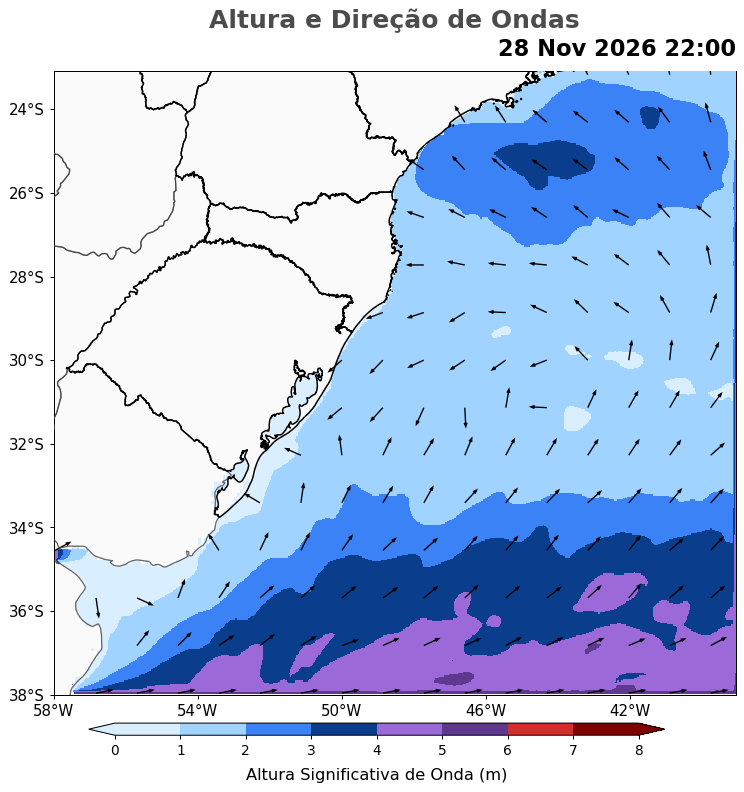 Altura e Direção de Ondas
28 Nov 2026 22:00
24°S
26°S
28°S
30°S
32°S
34°S
36°S
38°S
58°W 54°W 50°W 46°W 42°W
0 1 2 3 4 5 6 7 8
Altura Significativa de Onda (m)